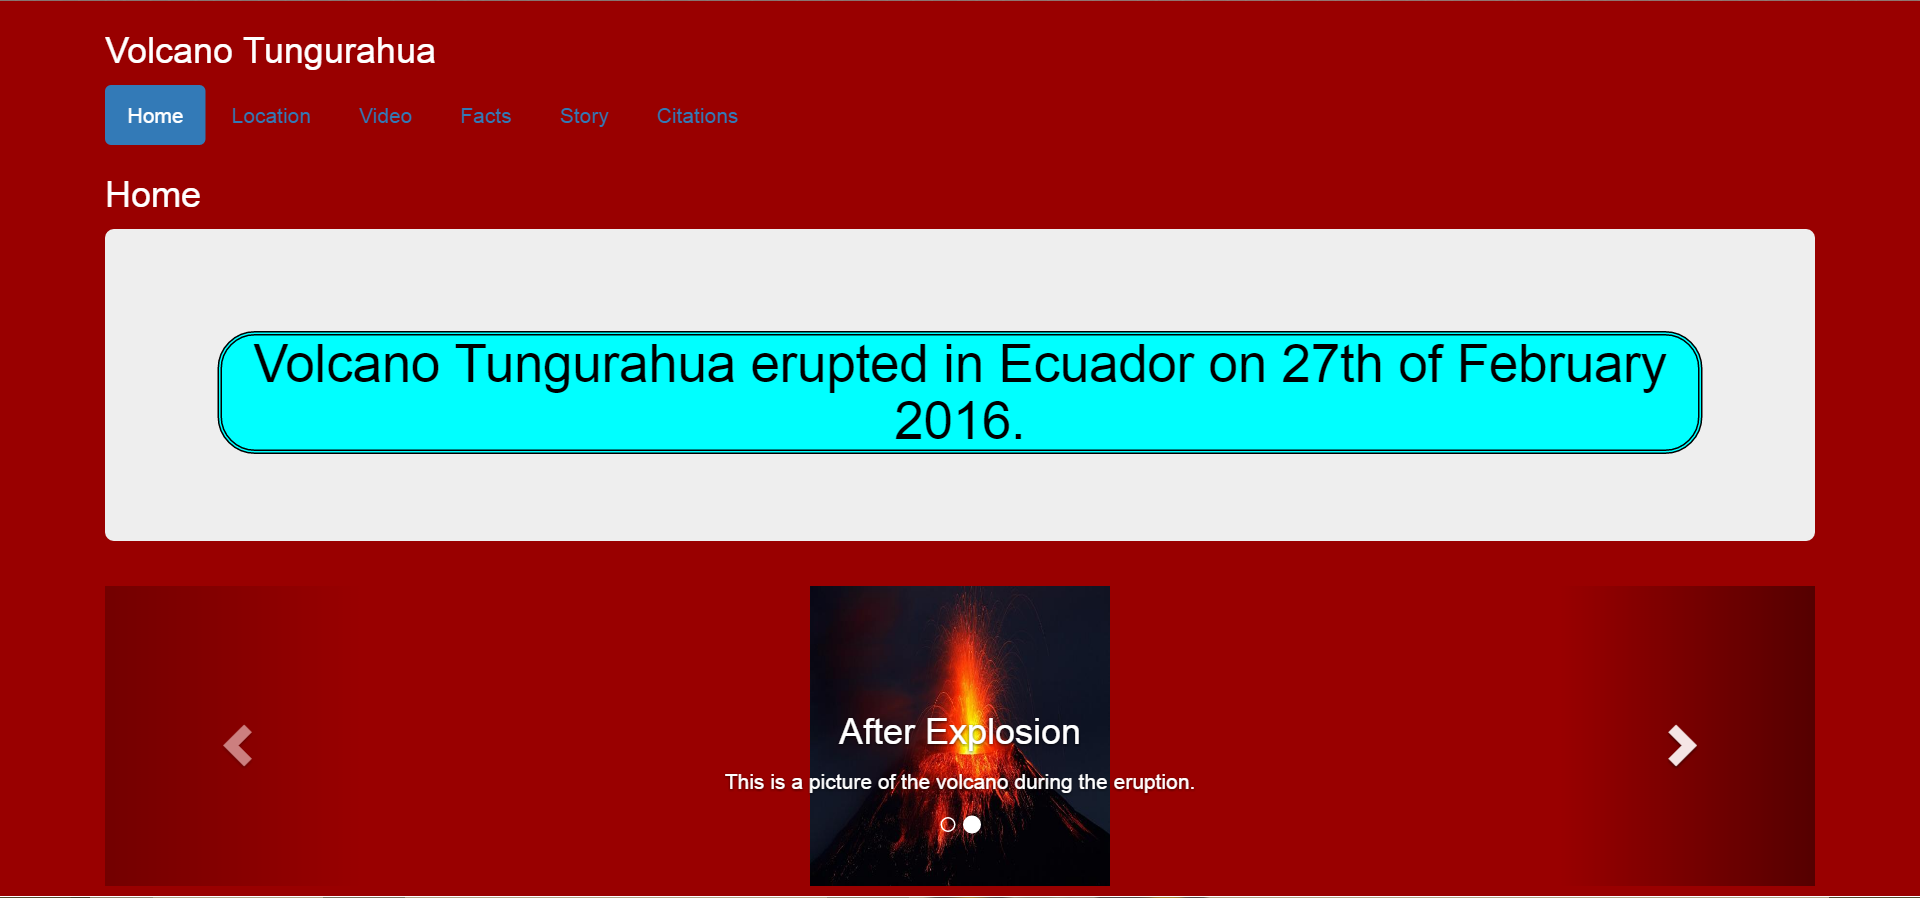 Volcano Tungurahua
Home Location Video Facts Story Citations
Home
Volcano Tungurahua erupted in Ecuador on 27th of February
2016.
After Explosion
This is a picture of the volcano during the eruption.